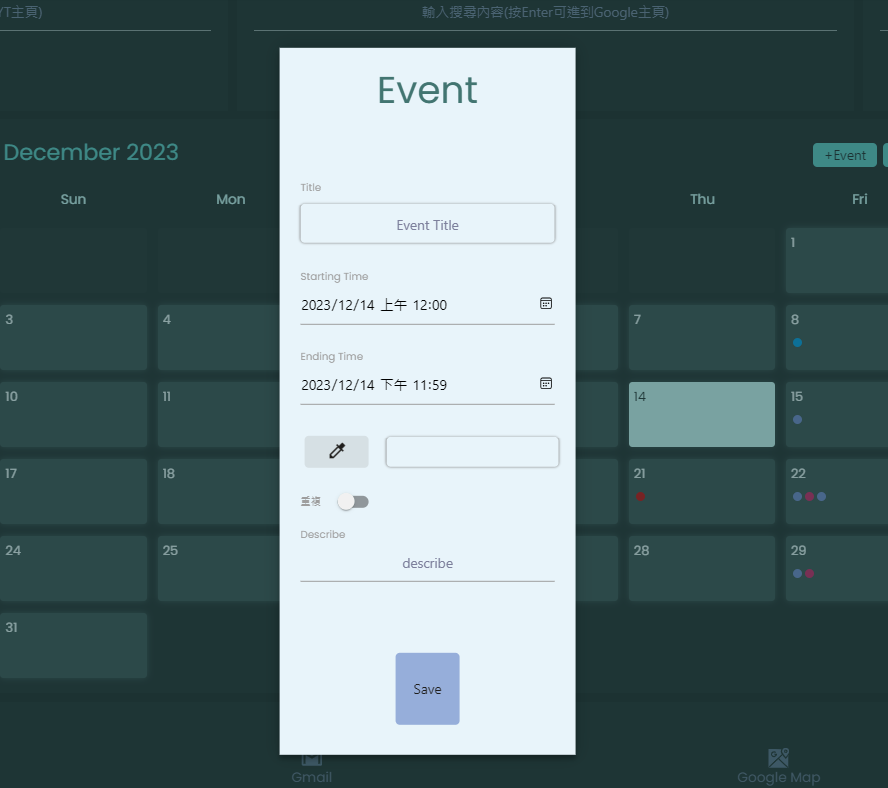 YT主頁)
輸入搜尋內容(按Enter可進到Google主頁)
Event
December 2023
+Event
Sun
Mon
Thu
Fri
Title
Event Title
1
Starting Time
2023/12/14 上午 12:00
3
4
7
8
Ending Time
2023/12/14 下午 11:59
10
11
14
15
17
18
21
22
重複
Describe
describe
24
25
28
29
31
Save
Gmail
Google Map